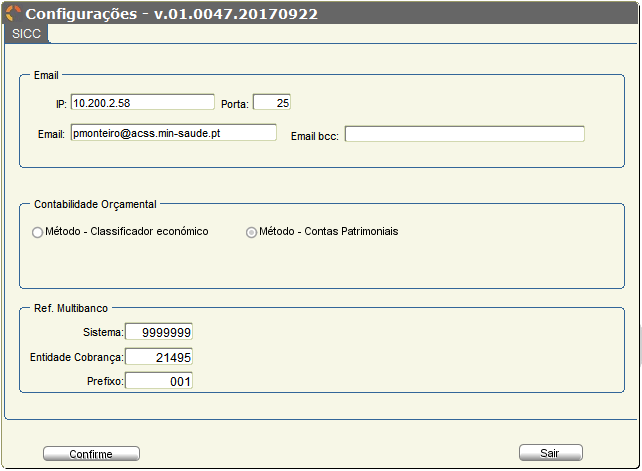 Configurações - v.01.0047.20170922
SICC
Email
IP: 10.200.2.58 Porta: 25
Email: pmonteiro@acss.min-saude.pt Email bcc:
Contabilidade Orçamental
Método - Classificador económico Método - Contas Patrimoniais
Ref. Multibanco
Sistema: 9999999
Entidade Cobrança: 21495
Prefixo: 001
Confirme Sair